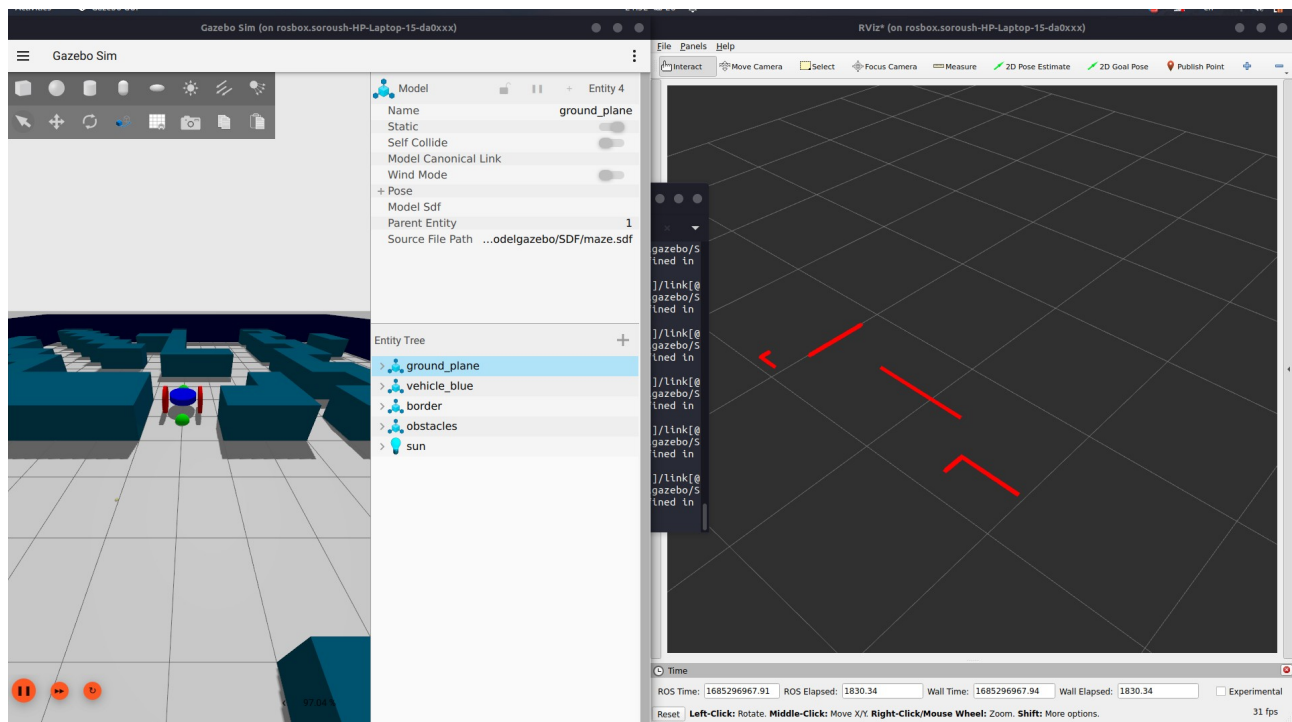 Gazebo Sim (on rosbox.soroush-HP-Laptop-15-da0xxx)
Gazebo Sim
Model
Entity 4
Name ground_plane
Static
Self Collide
Model Canonical Link
Wind Mode
+ Pose
Model Sdf
Parent Entity 1
Source File Path ...odelgazebo/SDF/maze.sdf
Entity Tree
ground_plane
vehicle_blue
border
obstacles
sun
97.04
RViz* (on rosbox.soroush-HP-Laptop-15-da0xxx)
File Panels Help
Interact Move Camera Select Focus Camera Measure 2D Pose Estimate 2D Goal Pose Publish Point
gazebo/S
ined in
]/link[@
gazebo/S
ined in
]/link[@
gazebo/S
ined in
]/link[@
gazebo/S
ined in
]/link[@
gazebo/S
ined in
]/link[@
gazebo/S
ined in
Time
ROS Time: 1685296967.91 ROS Elapsed: 1830.34 Wall Time: 1685296967.94 Wall Elapsed: 1830.34 Experimental
Reset Left-Click: Rotate. Middle-Click: Move X/Y. Right-Click/Mouse Wheel: Zoom. Shift: More options. 31 fps